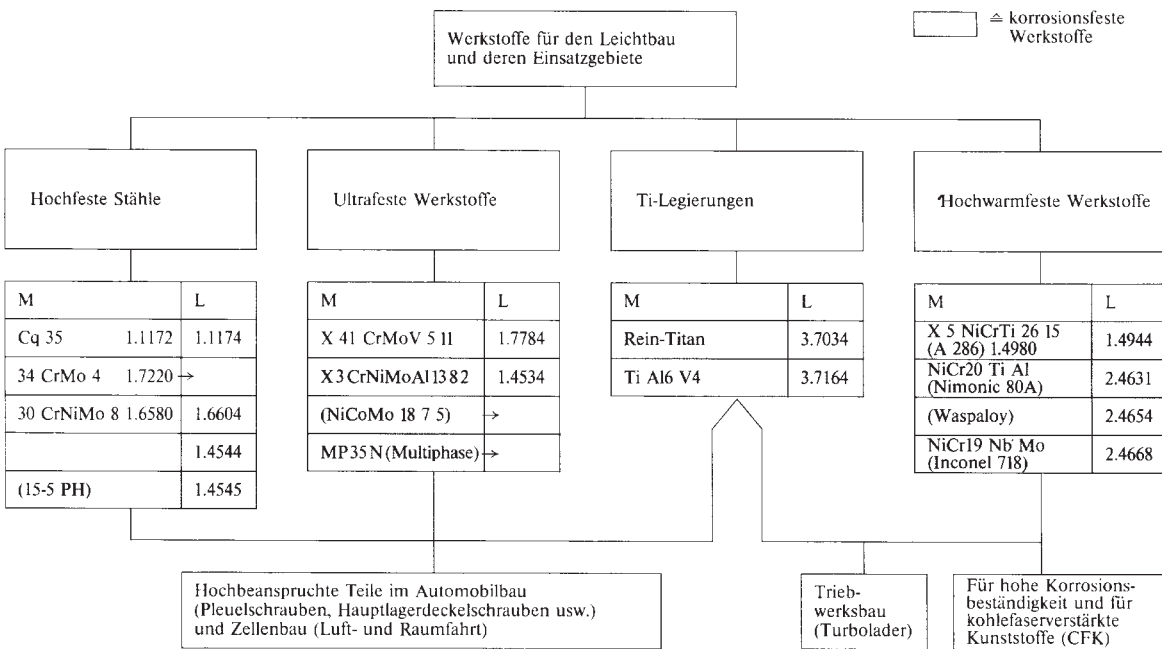 Werkstoffe für den Leichtbau
und deren Einsatzgebiete
≙ korrosionsfeste
Werkstoffe
Hochfeste Stähle
Ultrafeste Werkstoffe
Ti-Legierungen
Hochwarmfeste Werkstoffe
M L
Cq 35 1.1172 1.1174
34 CrMo 4 1.7220 →
30 CrNiMo 8 1.6580 1.6604
1.4544
(15-5 PH) 1.4545
M L
X 41 CrMoV 5 11 1.7784
X3 CrNiMoAl 13 8 2 1.4534
(NiCoMo 18 7 5) →
MP35N (Multiphase) →
M L
Rein-Titan 3.7034
Ti Al6 V4 3.7164
M L
X 5 NiCrTi 26 15
(A 286) 1.4980 1.4944
NiCr20 Ti Al
(Nimonic 80A) 2.4631
(Waspaloy) 2.4654
NiCr19 Nb Mo
(Inconel 718) 2.4668
Hochbeanspruchte Teile im Automobilbau
(Pleuelschrauben, Hauptlagerdeckelschrauben usw.)
und Zellenbau (Luft- und Raumfahrt)
Trieb-
werksbau
(Turbolader)
Für hohe Korrosions-
beständigkeit und für
kohlefaserverstärkte
Kunststoffe (CFK)